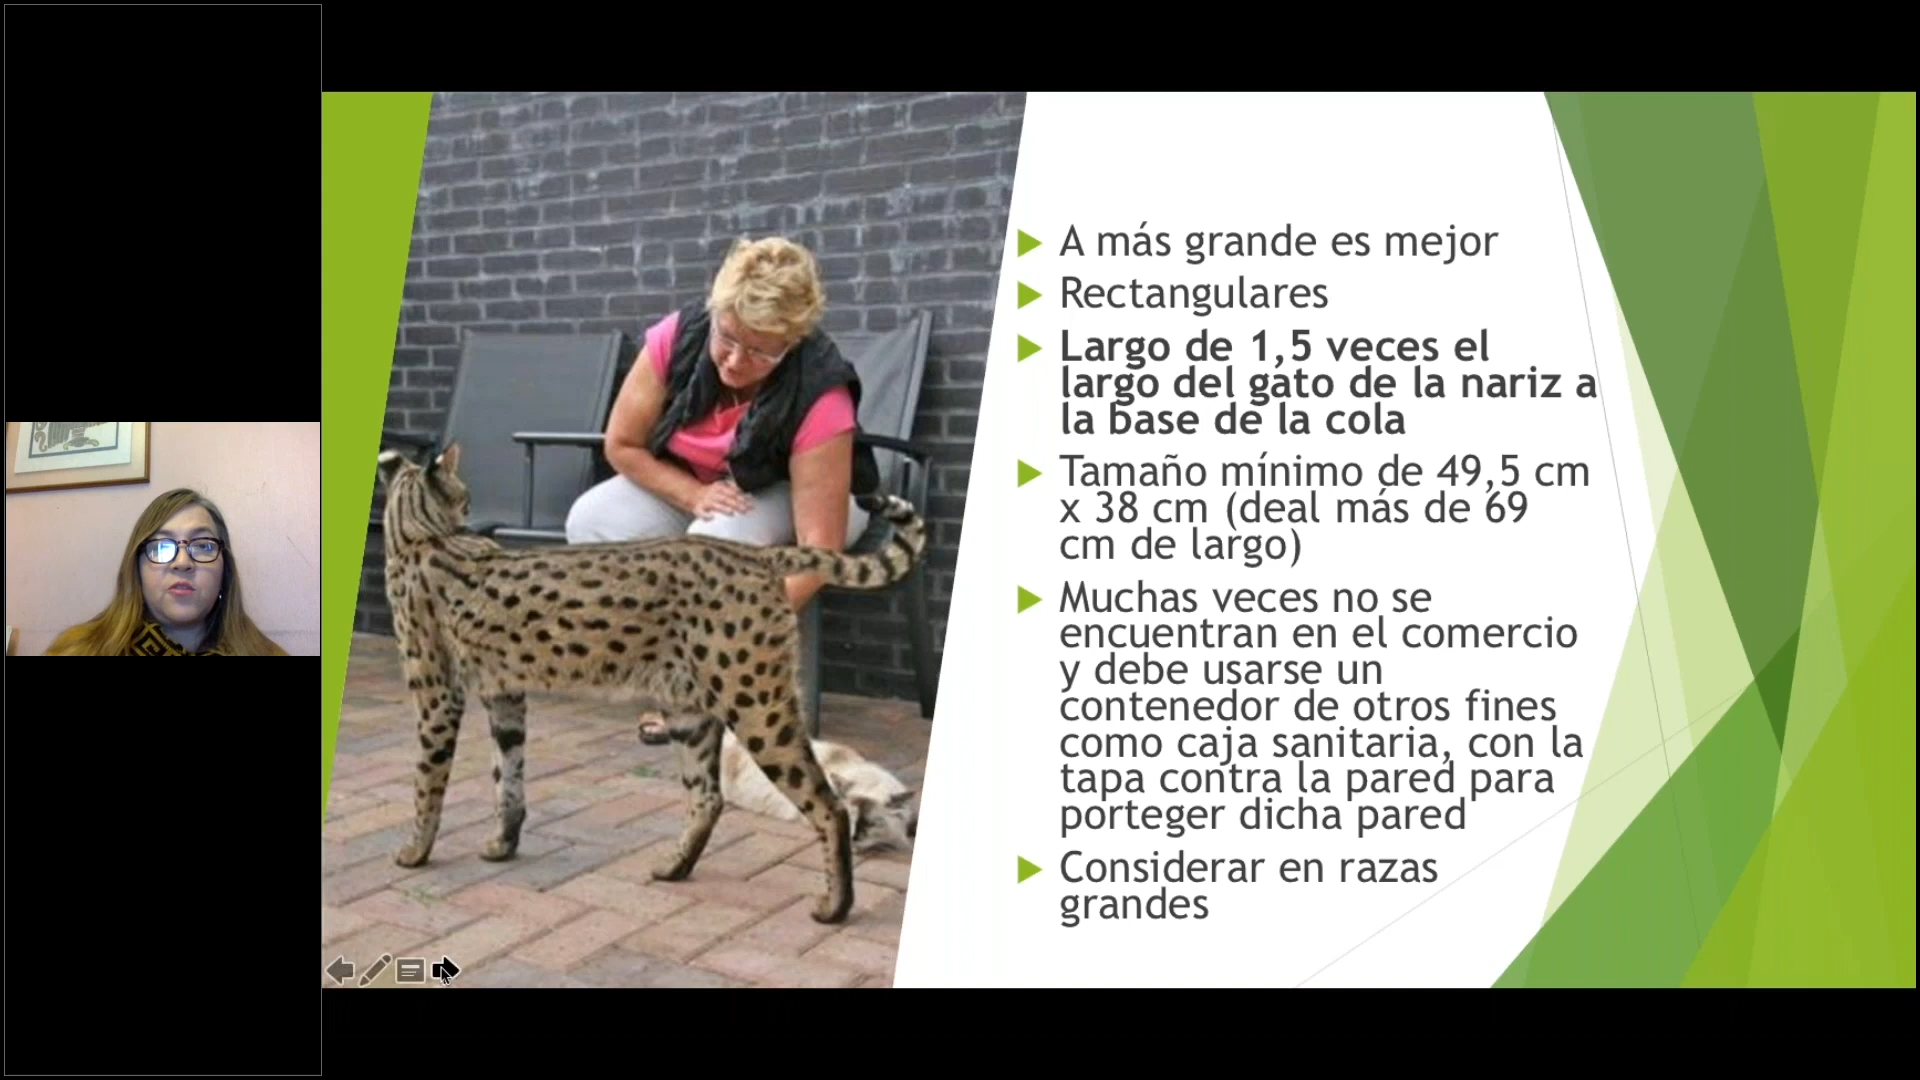 A más grande es mejor
Rectangulares
Largo de 1,5 veces el
largo del gato de la nariz a
la base de la cola
Tamaño mínimo de 49,5 cm
x 38 cm (deal más de 69
cm de largo)
Muchas veces no se
encuentran en el comercio
y debe usarse un
contenedor de otros fines
como caja sanitaria, con la
tapa contra la pared para
porteger dicha pared
Considerar en razas
grandes